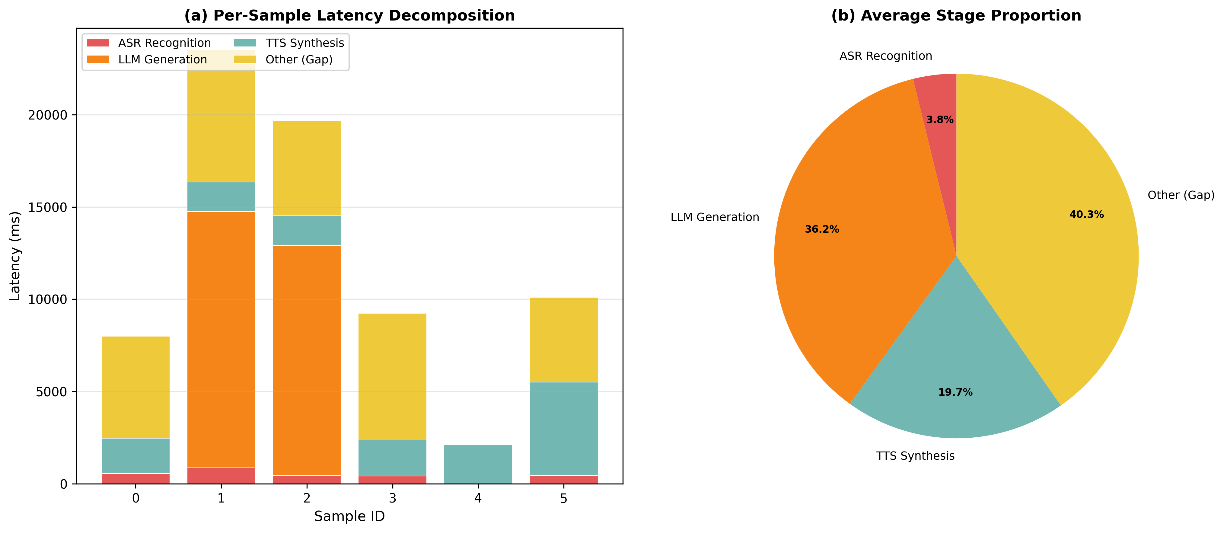 (a) Per-Sample Latency Decomposition
ASR Recognition
LLM Generation
TTS Synthesis
Other (Gap)
Latency (ms)
20000
15000
10000
5000
0
0 1 2 3 4 5
Sample ID
(b) Average Stage Proportion
ASR Recognition
3.8%
LLM Generation
36.2%
TTS Synthesis
19.7%
Other (Gap)
40.3%